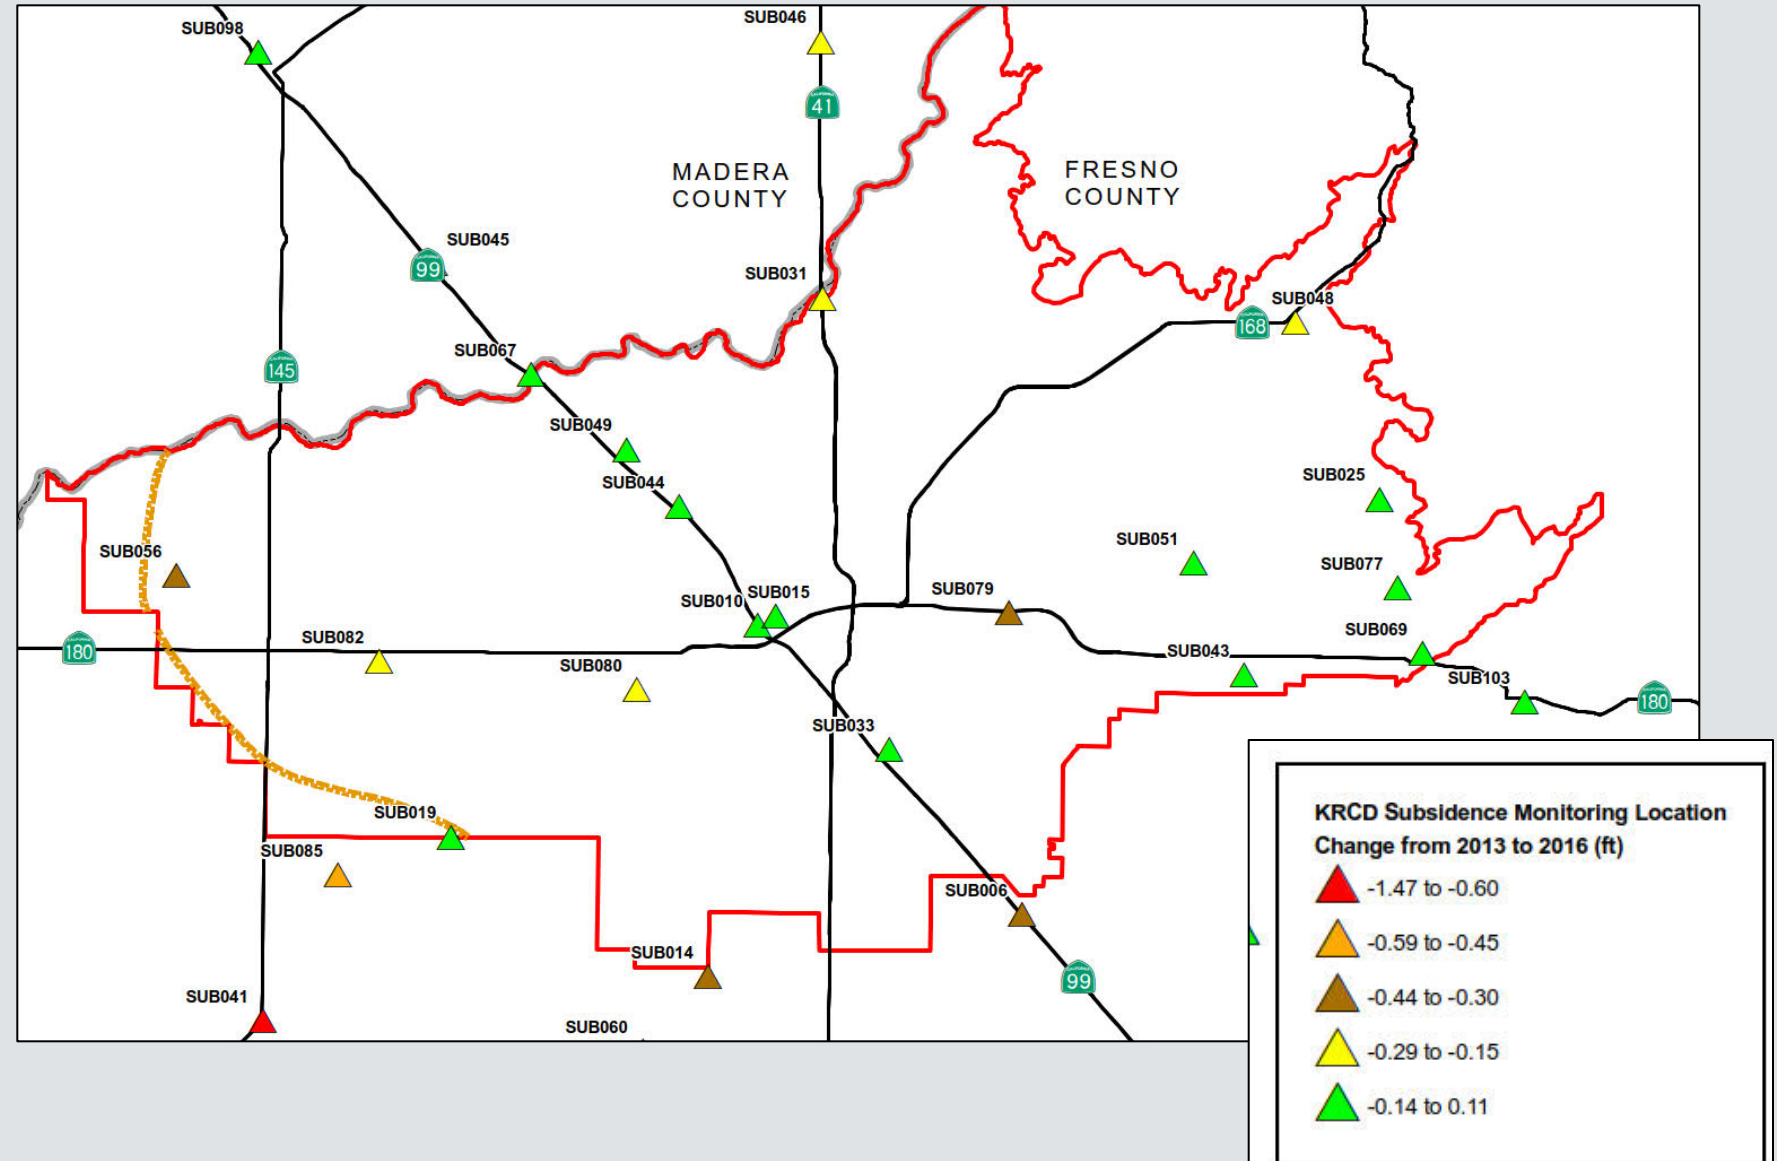 SUB098
SUB046
41
MADERA
COUNTY
FRESNO
COUNTY
SUB045
99
SUB031
SUB048
168
SUB067
145
SUB049
SUB044
SUB025
SUB051
SUB056
SUB077
SUB010
SUB015
SUB079
SUB069
SUB082
180
SUB080
SUB043
SUB103
180
SUB033
SUB019
SUB085
SUB006
SUB014
99
SUB041
SUB060
KRCD Subsidence Monitoring Location
Change from 2013 to 2016 (ft)
-1.47 to -0.60
-0.59 to -0.45
-0.44 to -0.30
-0.29 to -0.15
-0.14 to 0.11